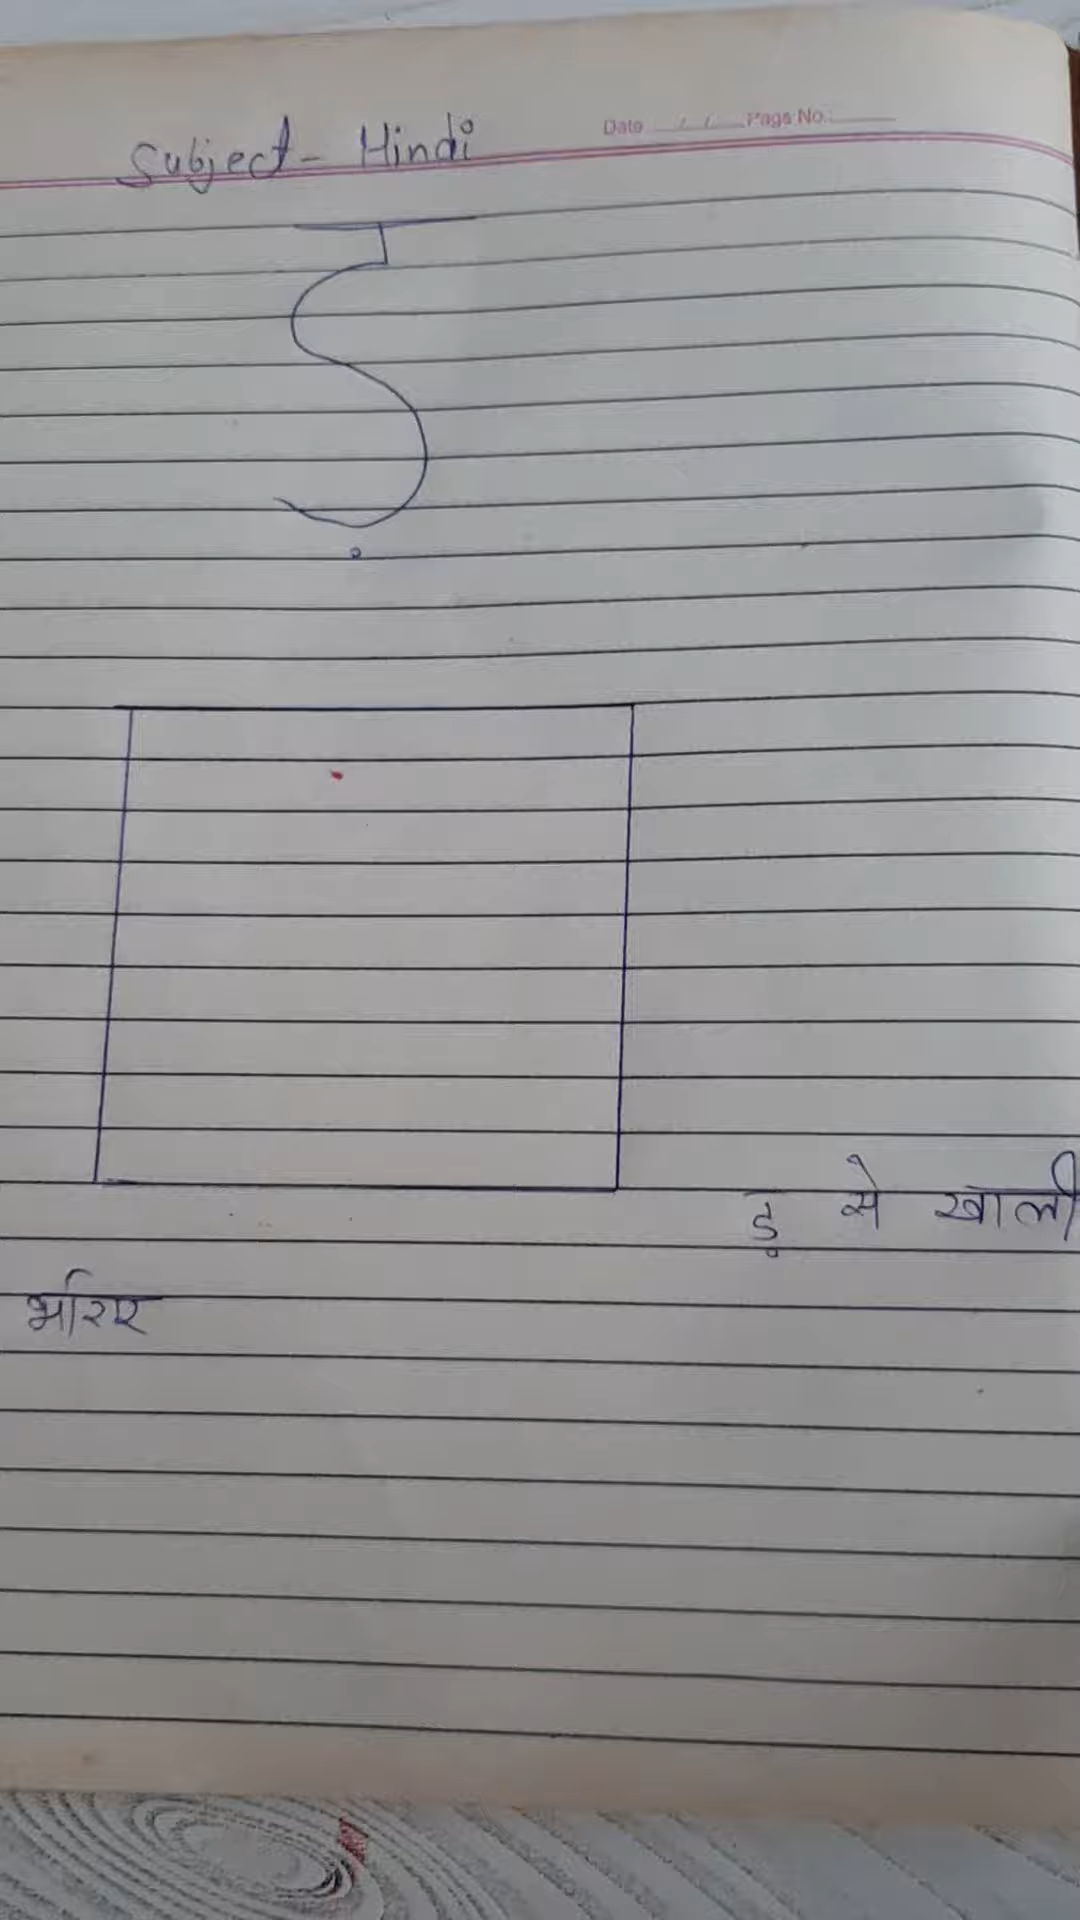 Subject - Hindi
Date / / Page No.:
ड़
ड़ से खाली
भरिए